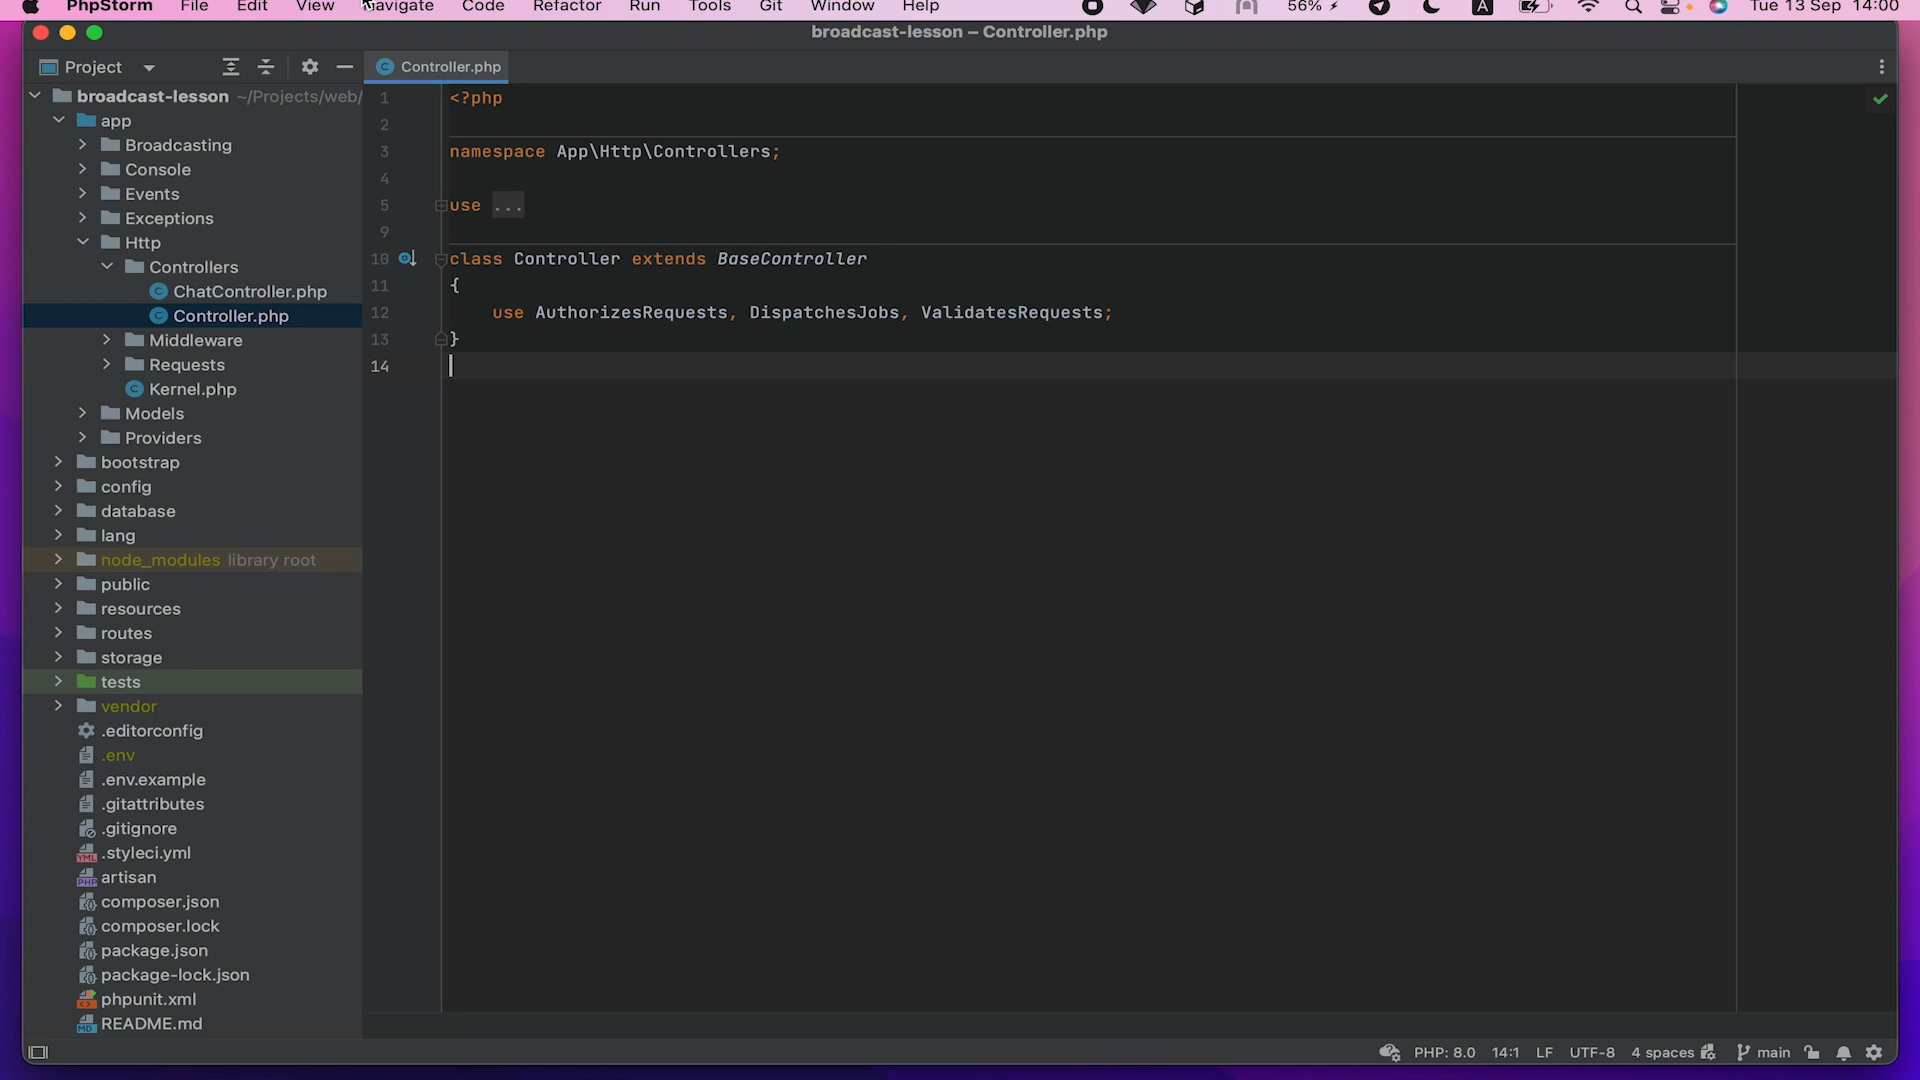 PhpStorm File Edit View Navigate Code Refactor Run Tools Git Window Help 56% A Tue 13 Sep 14:00
broadcast-lesson – Controller.php
Project
Controller.php
broadcast-lesson ~/Projects/web/
app
Broadcasting
Console
Events
Exceptions
Http
Controllers
ChatController.php
Controller.php
Middleware
Requests
Kernel.php
Models
Providers
bootstrap
config
database
lang
node_modules library root
public
resources
routes
storage
tests
vendor
.editorconfig
.env
.env.example
.gitattributes
.gitignore
.styleci.yml
artisan
composer.json
composer.lock
package.json
package-lock.json
phpunit.xml
README.md
1 <?php
2
3 namespace App\Http\Controllers;
4
5 use ...
9
10 class Controller extends BaseController
11 {
12 use AuthorizesRequests, DispatchesJobs, ValidatesRequests;
13 }
14
PHP: 8.0 14:1 LF UTF-8 4 spaces main